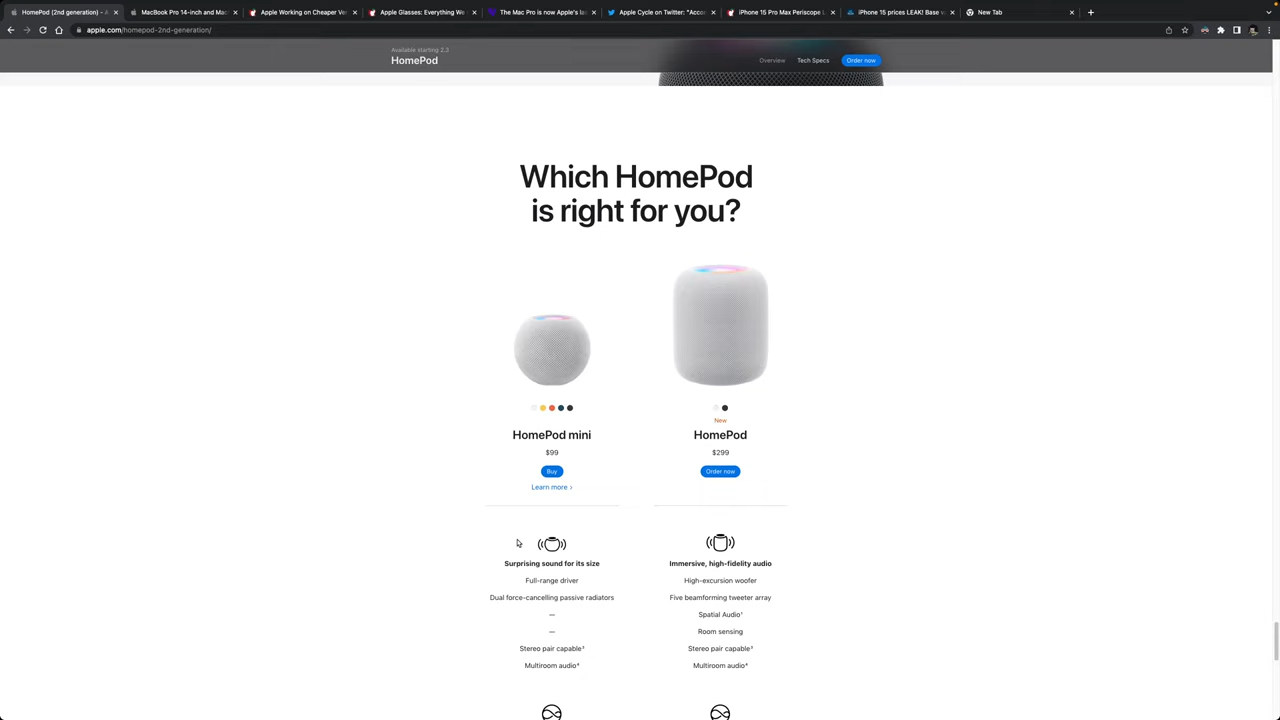 HomePod (2nd generation) - A
MacBook Pro 14-inch and Mac
Apple Working on Cheaper Ver
Apple Glasses: Everything We
The Mac Pro is now Apple's la
Apple Cycle on Twitter: "Accor
iPhone 15 Pro Max Periscope L
iPhone 15 prices LEAK! Base v
New Tab
apple.com/homepod-2nd-generation/
Available starting 2.3
HomePod
Overview
Tech Specs
Order now
Which HomePod
is right for you?
New
HomePod mini
HomePod
$99
$299
Buy
Order now
Learn more ›
Surprising sound for its size
Immersive, high-fidelity audio
Full-range driver
High-excursion woofer
Dual force-cancelling passive radiators
Five beamforming tweeter array
—
Spatial Audio¹
—
Room sensing
Stereo pair capable³
Stereo pair capable³
Multiroom audio⁴
Multiroom audio⁴